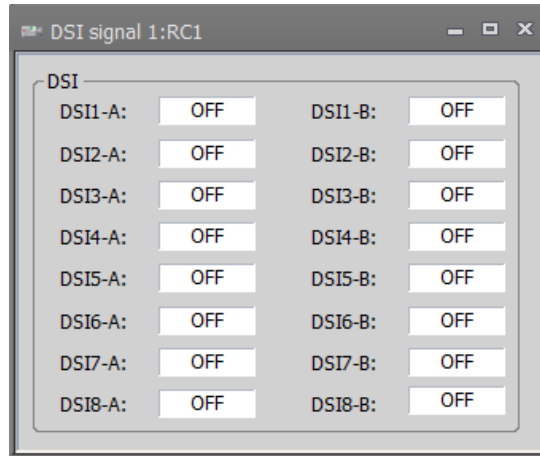 DSI signal 1:RC1
DSI
DSI1-A: OFF DSI1-B: OFF
DSI2-A: OFF DSI2-B: OFF
DSI3-A: OFF DSI3-B: OFF
DSI4-A: OFF DSI4-B: OFF
DSI5-A: OFF DSI5-B: OFF
DSI6-A: OFF DSI6-B: OFF
DSI7-A: OFF DSI7-B: OFF
DSI8-A: OFF DSI8-B: OFF